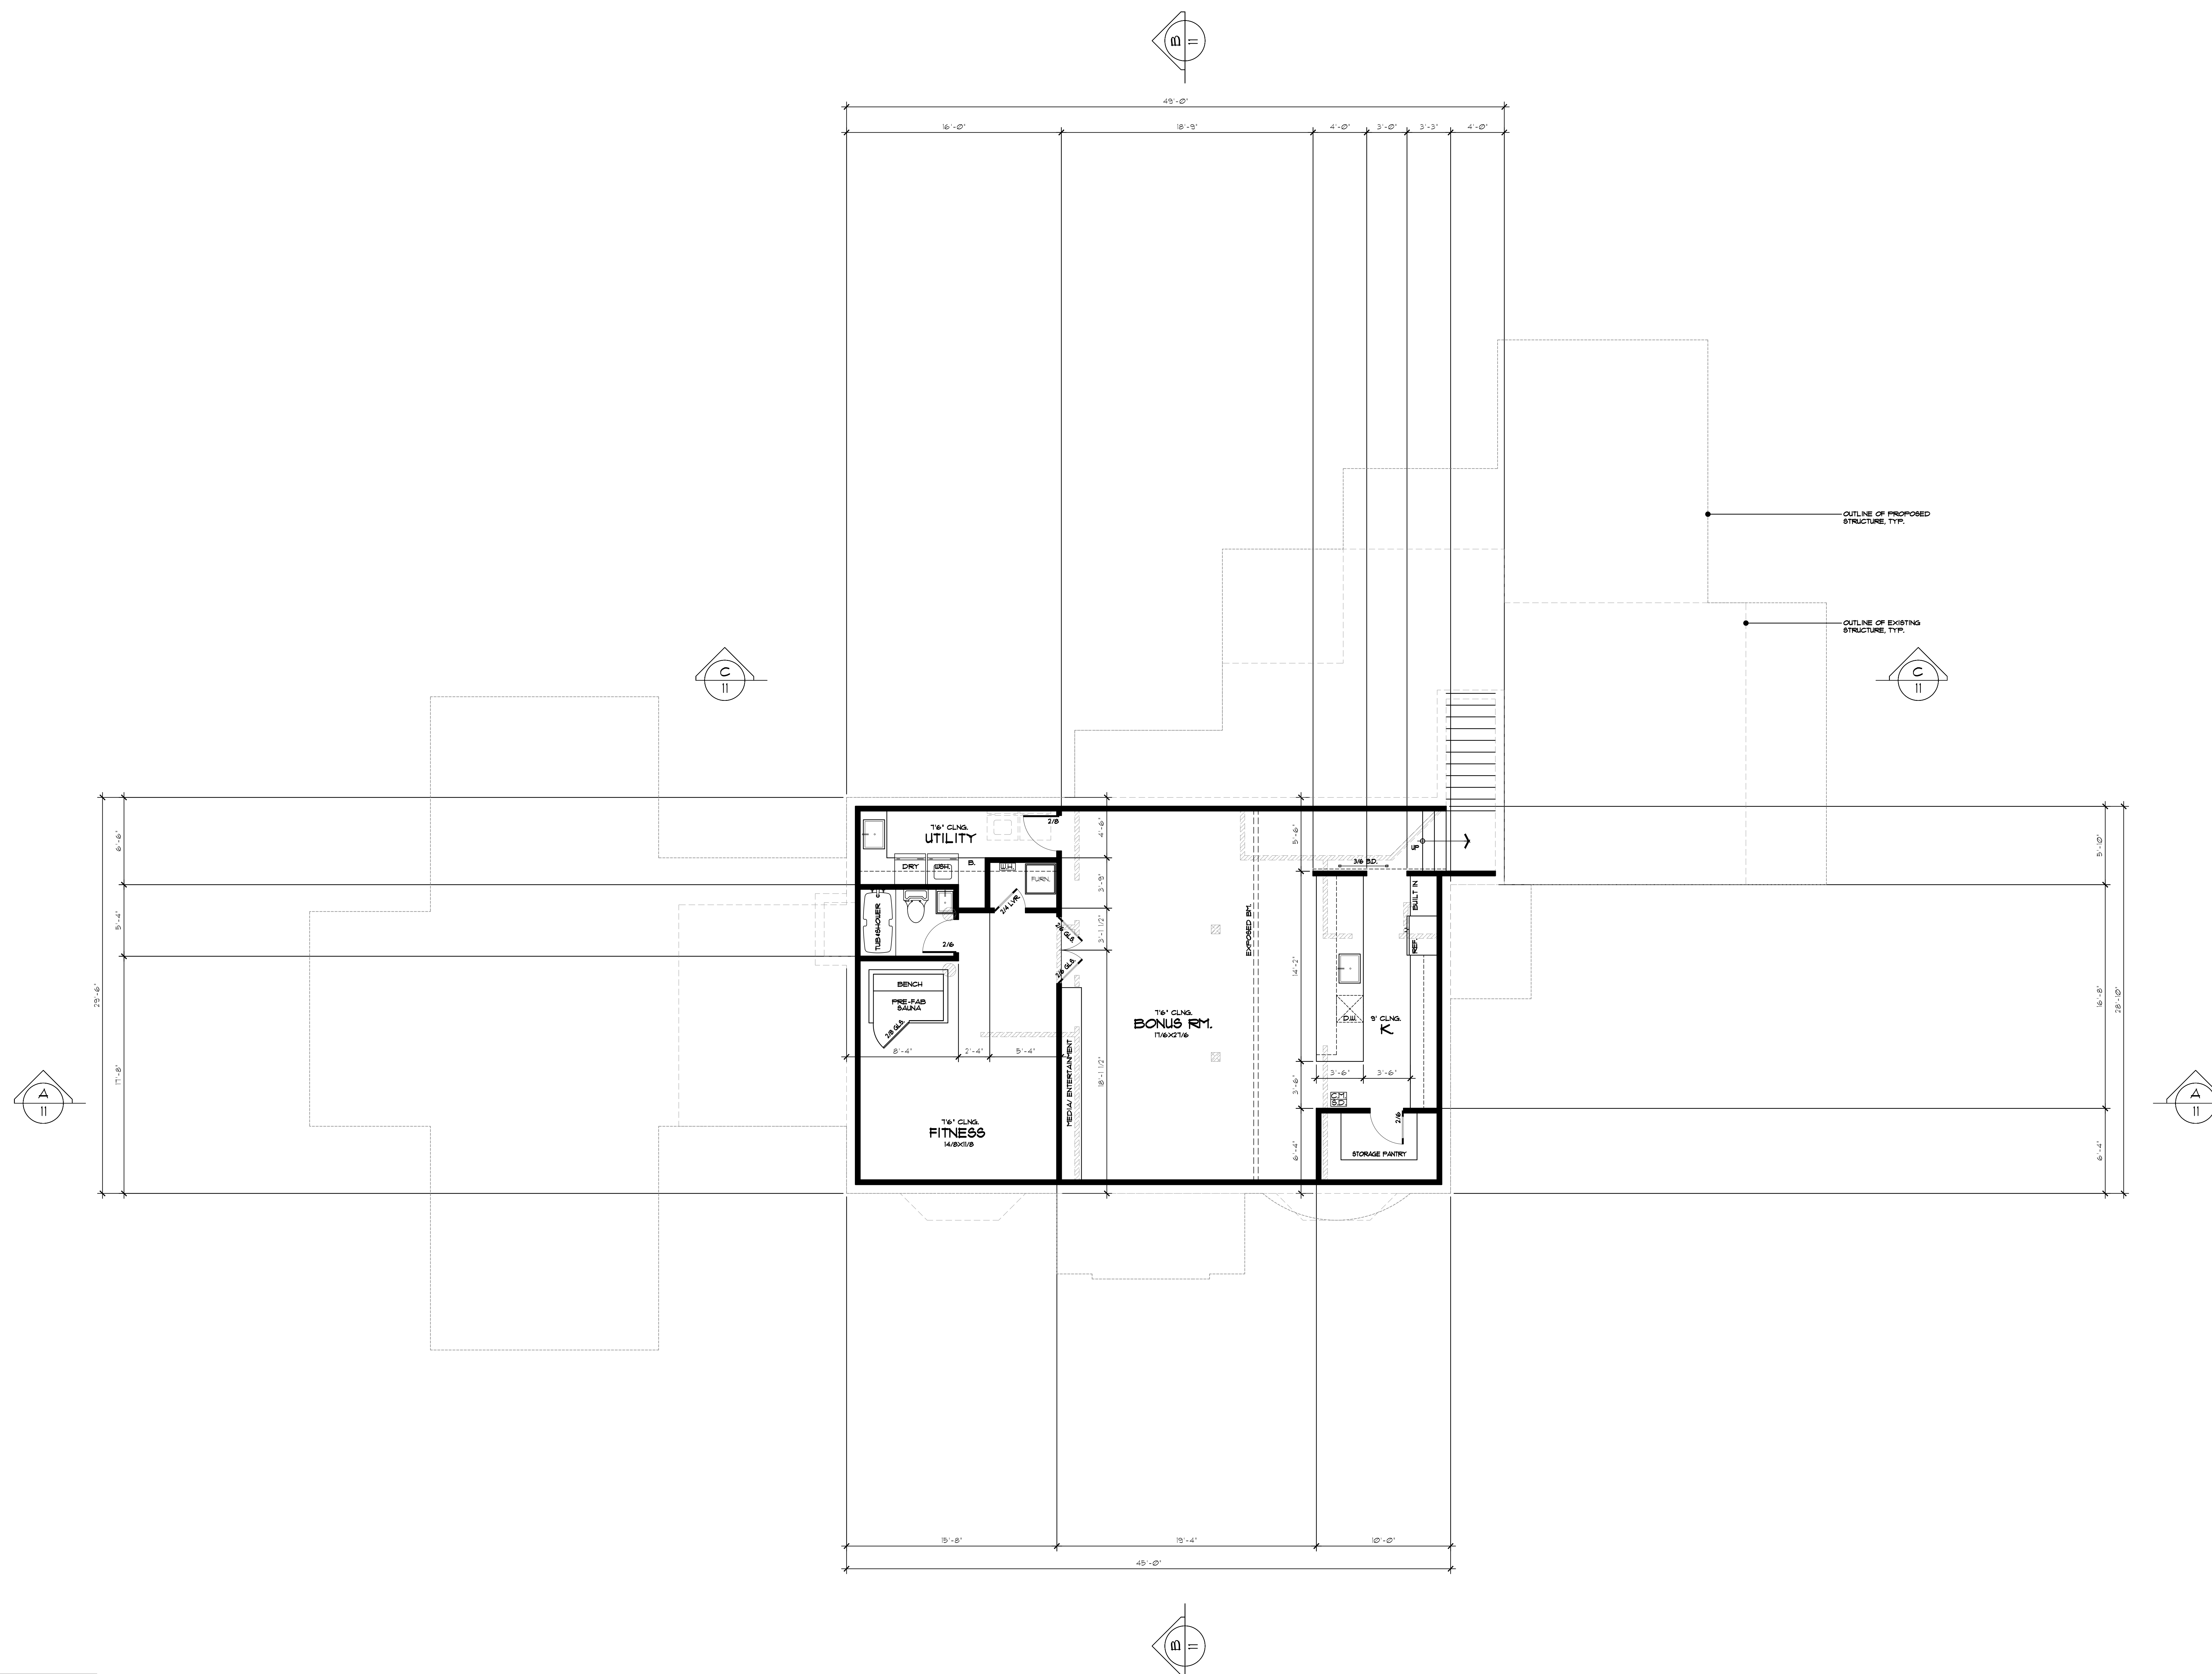 B
11
49'-0"
16'-0"
18'-9"
4'-0"
3'-0"
3'-3"
4'-0"
OUTLINE OF PROPOSED
STRUCTURE, TYP.
OUTLINE OF EXISTING
STRUCTURE, TYP.
C
11
C
11
29'-6"
6'-6"
5'-4"
17'-8"
7'6" CLNG.
UTILITY
2/8
DRY
WSH.
B.
W.H.
FURN.
2/4 LVR.
TUB&SHOWER
2/6
2/6 GLS.
2/6 GLS.
BENCH
PRE-FAB
SAUNA
2/8 GLS.
8'-4"
2'-4"
5'-4"
7'6" CLNG.
FITNESS
14/8X11/8
MEDIA/ ENTERTAINMENT
4'-6"
3'-9"
3'-1 1/2"
18'-1 1/2"
7'6" CLNG.
BONUS RM.
17/6X27/6
EXPOSED BM.
5'-6"
14'-2"
3'-6"
6'-4"
3/6 B.D.
UP
BUILT IN
REF.
D.W.
9' CLNG.
K
3'-6"
3'-6"
2/6
STORAGE PANTRY
5'-10"
16'-8"
6'-4"
28'-10"
A
11
A
11
15'-8"
19'-4"
10'-0"
45'-0"
B
11